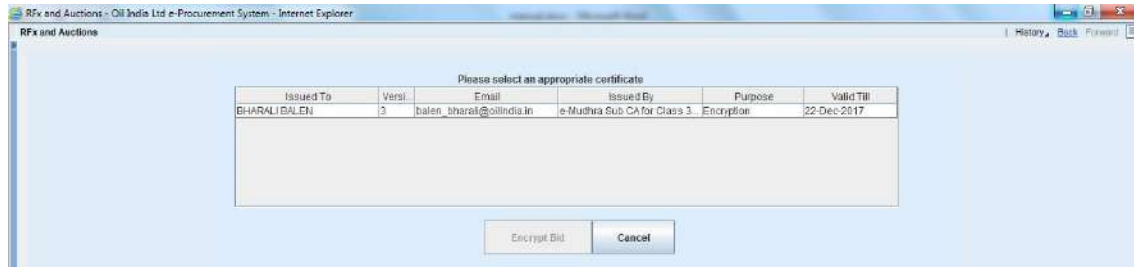 RFx and Auctions - Oil India Ltd e-Procurement System - Internet Explorer
RFx and Auctions
History Back Forward
Please select an appropriate certificate
Issued To Versi... Email Issued By Purpose Valid Till
BHARALI BALEN 3 balen_bharali@oilindia.in e-Mudhra Sub CA for Class 3... Encryption 22-Dec-2017
Encrypt Bid Cancel